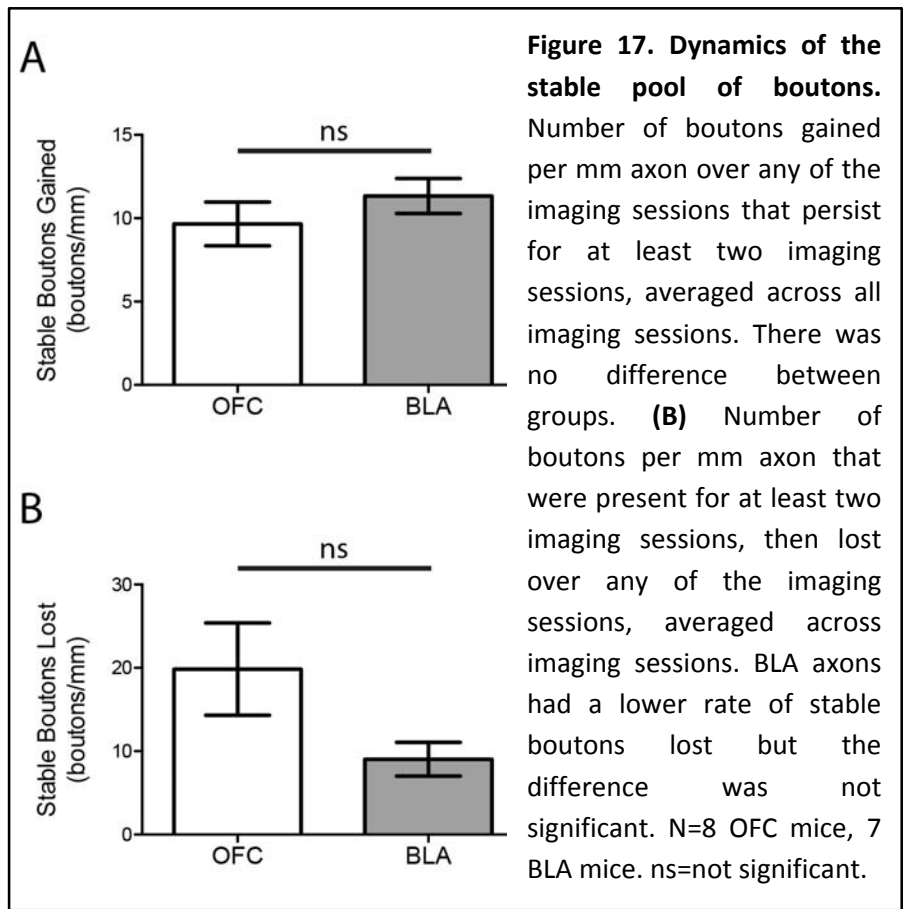 A
ns
15
10
5
0
Stable Boutons Gained
(boutons/mm)
OFC
BLA
B
ns
30
20
10
0
Stable Boutons Lost
(boutons/mm)
OFC
BLA
Figure 17. Dynamics of the
stable pool of boutons.
Number of boutons gained
per mm axon over any of the
imaging sessions that persist
for at least two imaging
sessions, averaged across all
imaging sessions. There was
no difference between
groups. (B) Number of
boutons per mm axon that
were present for at least two
imaging sessions, then lost
over any of the imaging
sessions, averaged across
imaging sessions. BLA axons
had a lower rate of stable
boutons lost but the
difference was not
significant. N=8 OFC mice, 7
BLA mice. ns=not significant.